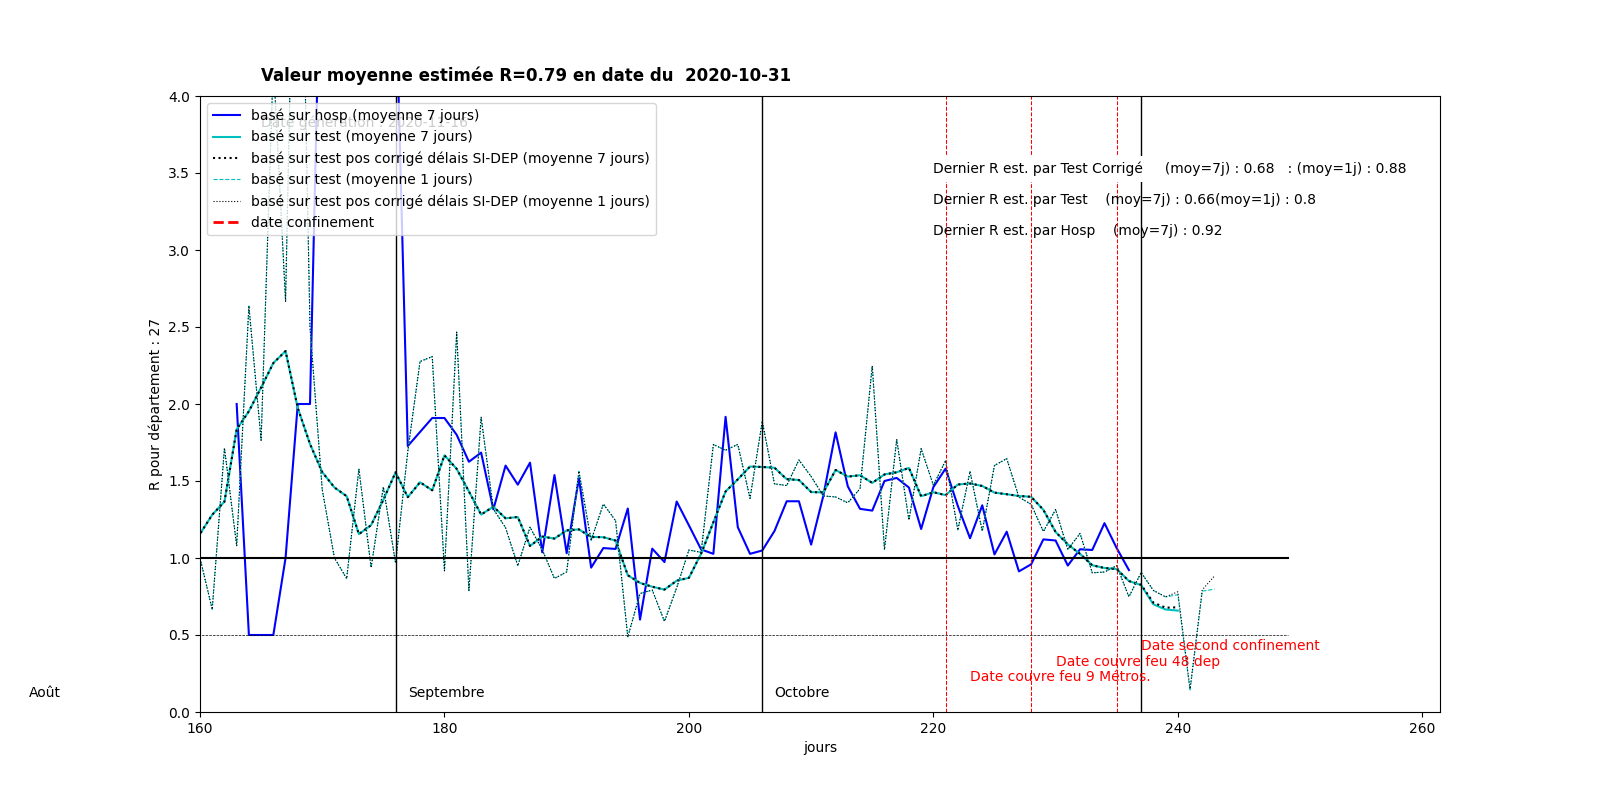 Valeur moyenne estimée R=0.79 en date du  2020-10-31
4.0
3.5
3.0
2.5
2.0
1.5
1.0
0.5
0.0
R pour département : 27
basé sur hosp (moyenne 7 jours)
Date génération : 2020-11-16
basé sur test (moyenne 7 jours)
basé sur test pos corrigé délais SI-DEP (moyenne 7 jours)
basé sur test (moyenne 1 jours)
basé sur test pos corrigé délais SI-DEP (moyenne 1 jours)
date confinement
Dernier R est. par Test Corrigé     (moy=7j) : 0.68   : (moy=1j) : 0.88
Dernier R est. par Test    (moy=7j) : 0.66(moy=1j) : 0.8
Dernier R est. par Hosp    (moy=7j) : 0.92
Date second confinement
Date couvre feu 48 dep
Date couvre feu 9 Métros.
Août
Septembre
Octobre
160
180
200
220
240
260
jours